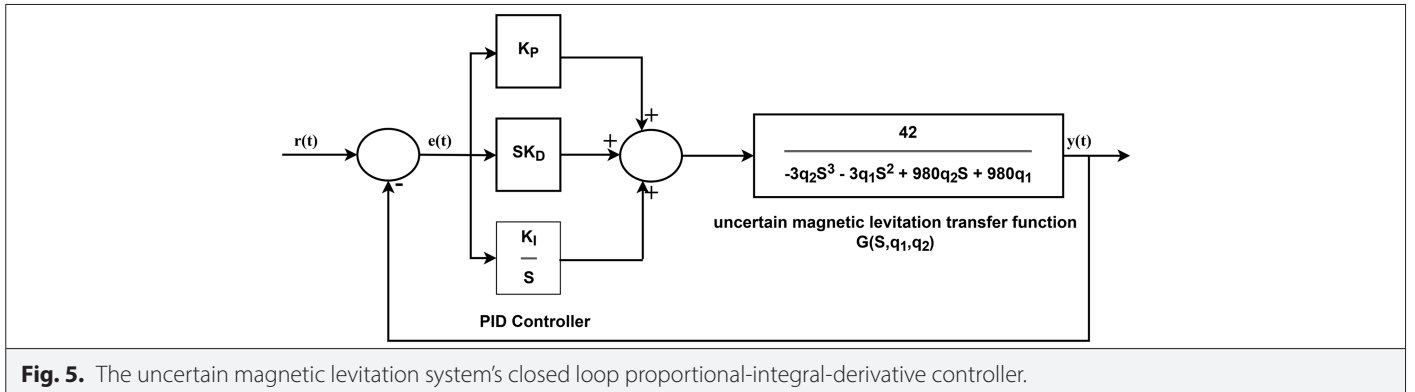 K_P
r(t)
e(t)
SK_D
K_I
S
PID Controller
+
+
+
-
42
-3q₂S³ - 3q₁S² + 980q₂S + 980q₁
y(t)
uncertain magnetic levitation transfer function
G(S,q₁,q₂)
Fig. 5. The uncertain magnetic levitation system's closed loop proportional-integral-derivative controller.